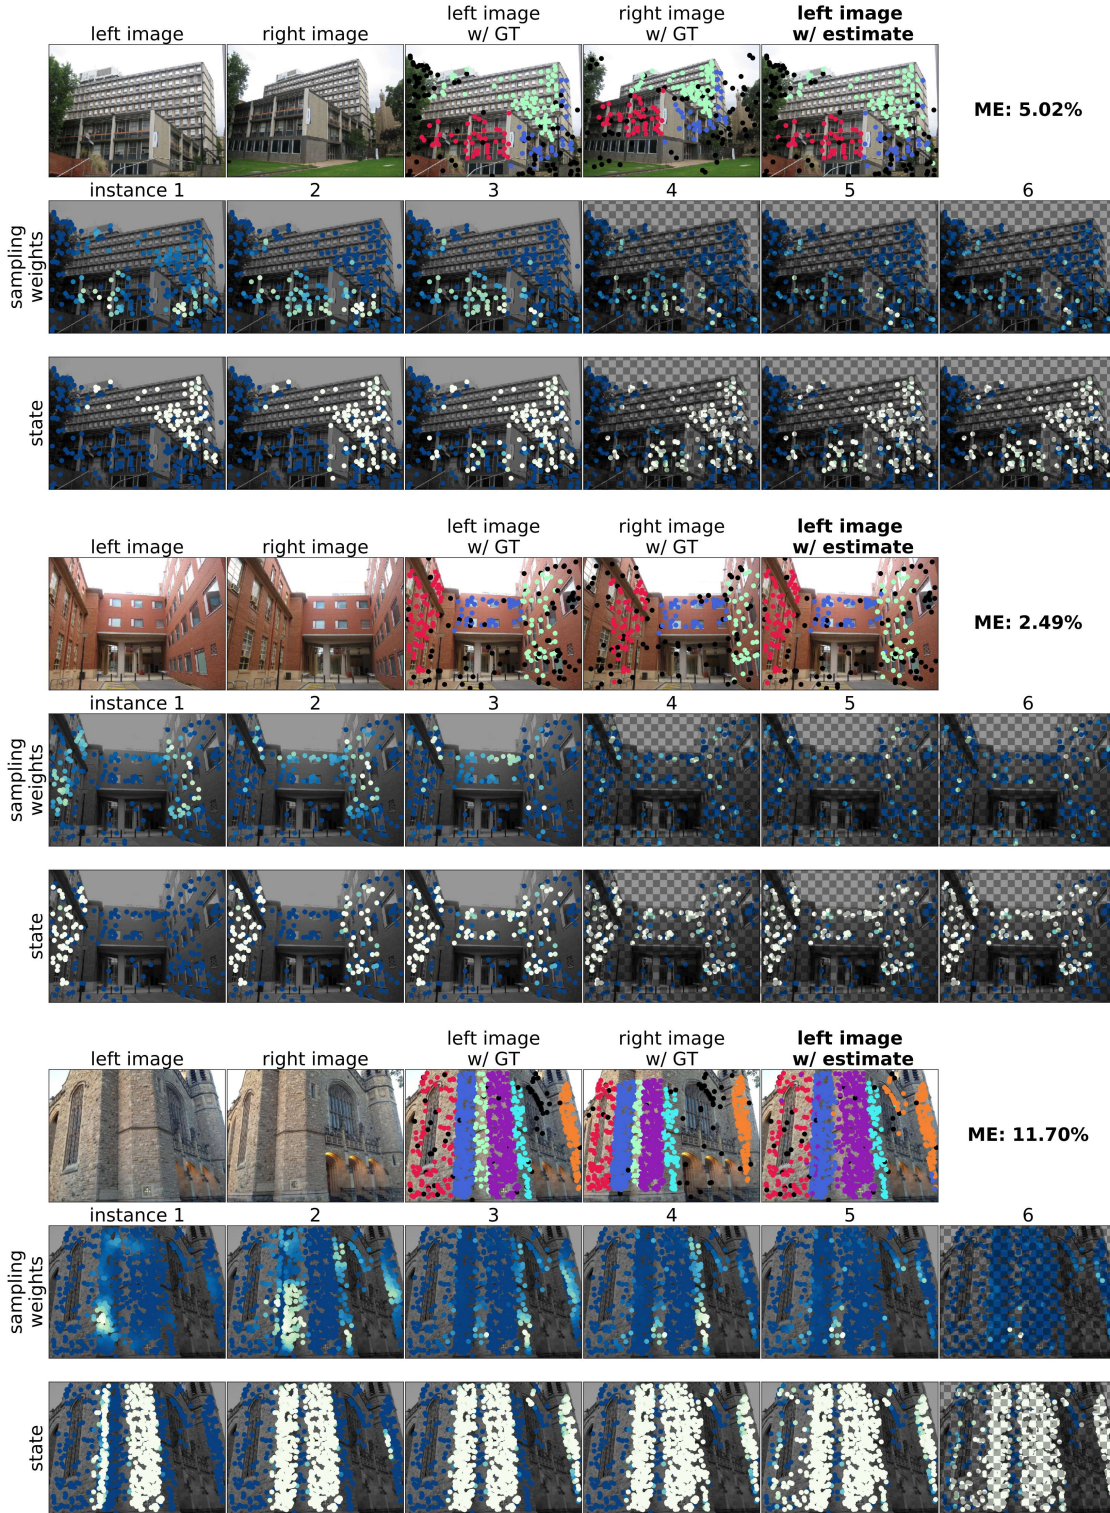 left image
right image
left image
w/ GT
right image
w/ GT
left image
w/ estimate
ME: 5.02%
instance 1
2
3
4
5
6
sampling
weights
state
left image
right image
left image
w/ GT
right image
w/ GT
left image
w/ estimate
ME: 2.49%
instance 1
2
3
4
5
6
sampling
weights
state
left image
right image
left image
w/ GT
right image
w/ GT
left image
w/ estimate
ME: 11.70%
instance 1
2
3
4
5
6
sampling
weights
state